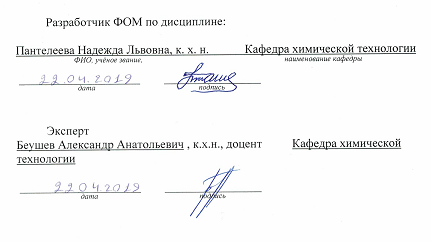 Разработчик ФОМ по дисциплине:
Пантелеева Надежда Львовна, к. х. н. Кафедра химической технологии
ФИО, учёное звание, наименование кафедры
22.04.2019
дата подпись
Эксперт
Беушев Александр Анатольевич , к.х.н., доцент Кафедра химической
технологии
22 04 2019
дата подпись